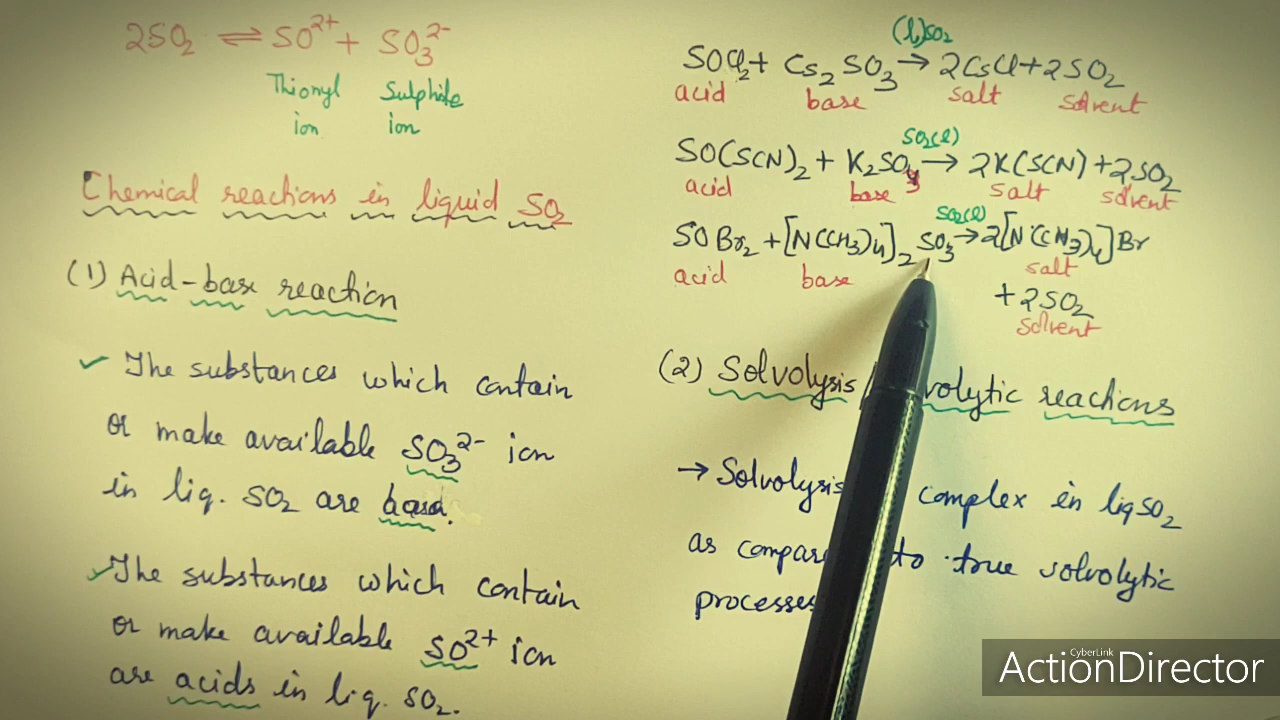 2SO₂ ⇌ SO²⁺ + SO₃²⁻
Thionyl ion
Sulphite ion
Chemical reactions in liquid SO₂
(1) Acid-base reaction
✓ The substances which contain
or make available SO₃²⁻ ion
in liq. SO₂ are
✓ The substances which contain
or make available SO²⁺ ion
are acids in liq. SO₂.
(l)SO₂
SOCl₂ + Cs₂SO₃ → 2CsCl + 2SO₂
acid base salt solvent
SO₂(l)
SO(SCN)₂ + K₂SO₃ → 2K(SCN) + 2SO₂
acid base salt solvent
SO₂(l)
SOBr₂ + [N(CH₃)₄]₂SO₃ → 2[N(CH₃)₄]Br
acid base salt
+ 2SO₂
solvent
(2) Solvolysis / volytic reactions
→ Solvolysis complex in liq SO₂
as compare to true solvolytic
processes
CyberLink
ActionDirector